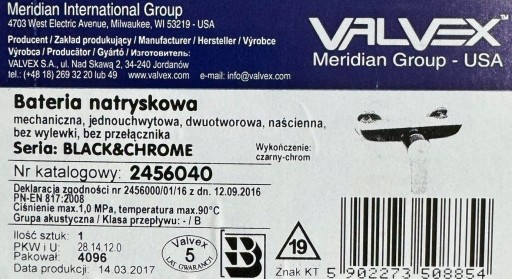 Meridian International Group
4703 West Electric Avenue, Milwaukee, WI 53219 - USA
Producent / Zakład produkujący / Manufacturer / Hersteller / Výrobce
Výrobca / Producător / Gyártó / Изготовитель:
VALVEX S.A., ul. Nad Skawą 2, 34-240 Jordanów
tel.: (+48 18) 269 32 20 lub 49 www.valvex.com e-mail: info@valvex.com
VALVEX™
Meridian Group - USA
Bateria natryskowa
mechaniczna, jednouchwytowa, dwuotworowa, naścienna,
bez wylewki, bez przełącznika
Seria: BLACK&CHROME
Wykończenie:
czarny-chrom
Nr katalogowy: 2456040
Deklaracja zgodności nr 2456000/01/16 z dn. 12.09.2016
PN-EN 817:2008
Ciśnienie max.1,0 MPa, temperatura max.90°C
Grupa akustyczna / Klasa przepływu: - / B
Ilość sztuk: 1
PKW i U: 28.14.12.0
Pakował: 4096
Data produkcji: 14.03.2017
Valvex
5
LAT GWARANCJI
B
19
Znak KT
5 902273 508854